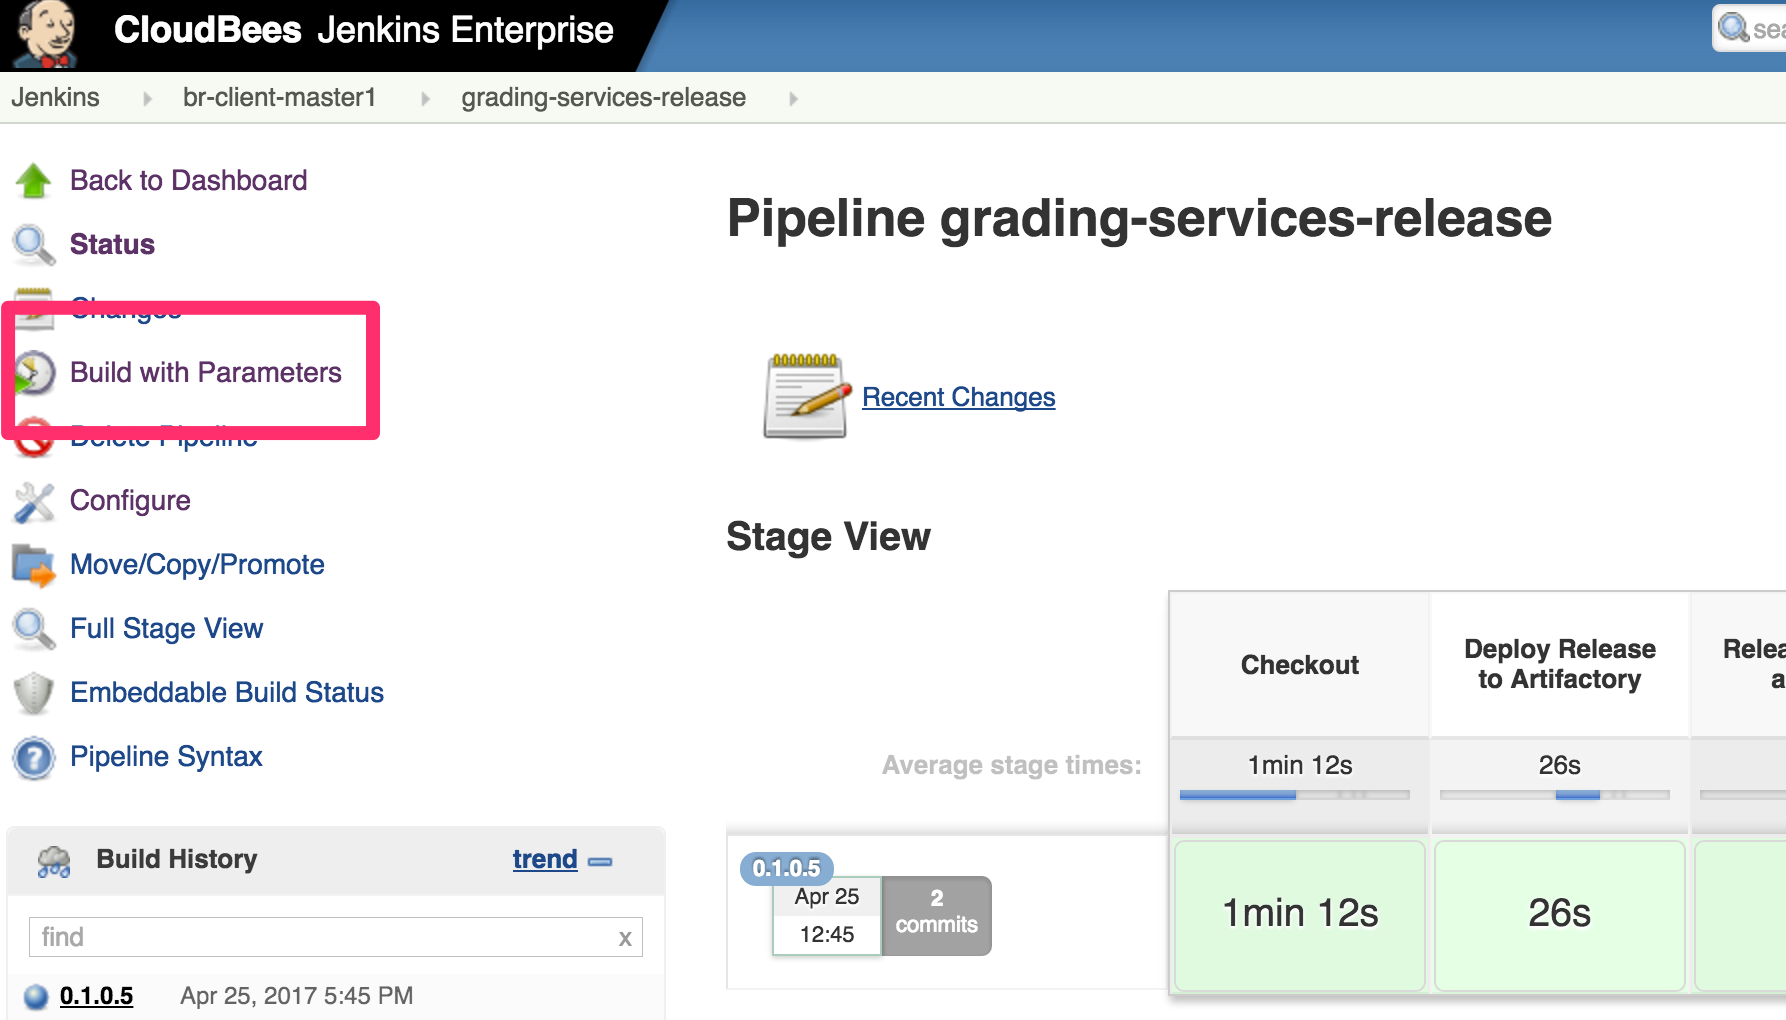 CloudBees Jenkins Enterprise
Jenkins
br-client-master1
grading-services-release
Back to Dashboard
Status
Changes
Build with Parameters
Delete Pipeline
Configure
Move/Copy/Promote
Full Stage View
Embeddable Build Status
Pipeline Syntax
Build History
trend
find
x
0.1.0.5
Apr 25, 2017 5:45 PM
Pipeline grading-services-release
Recent Changes
Stage View
Checkout
Deploy Release
to Artifactory
Average stage times:
1min 12s
26s
0.1.0.5
Apr 25
12:45
2
commits
1min 12s
26s